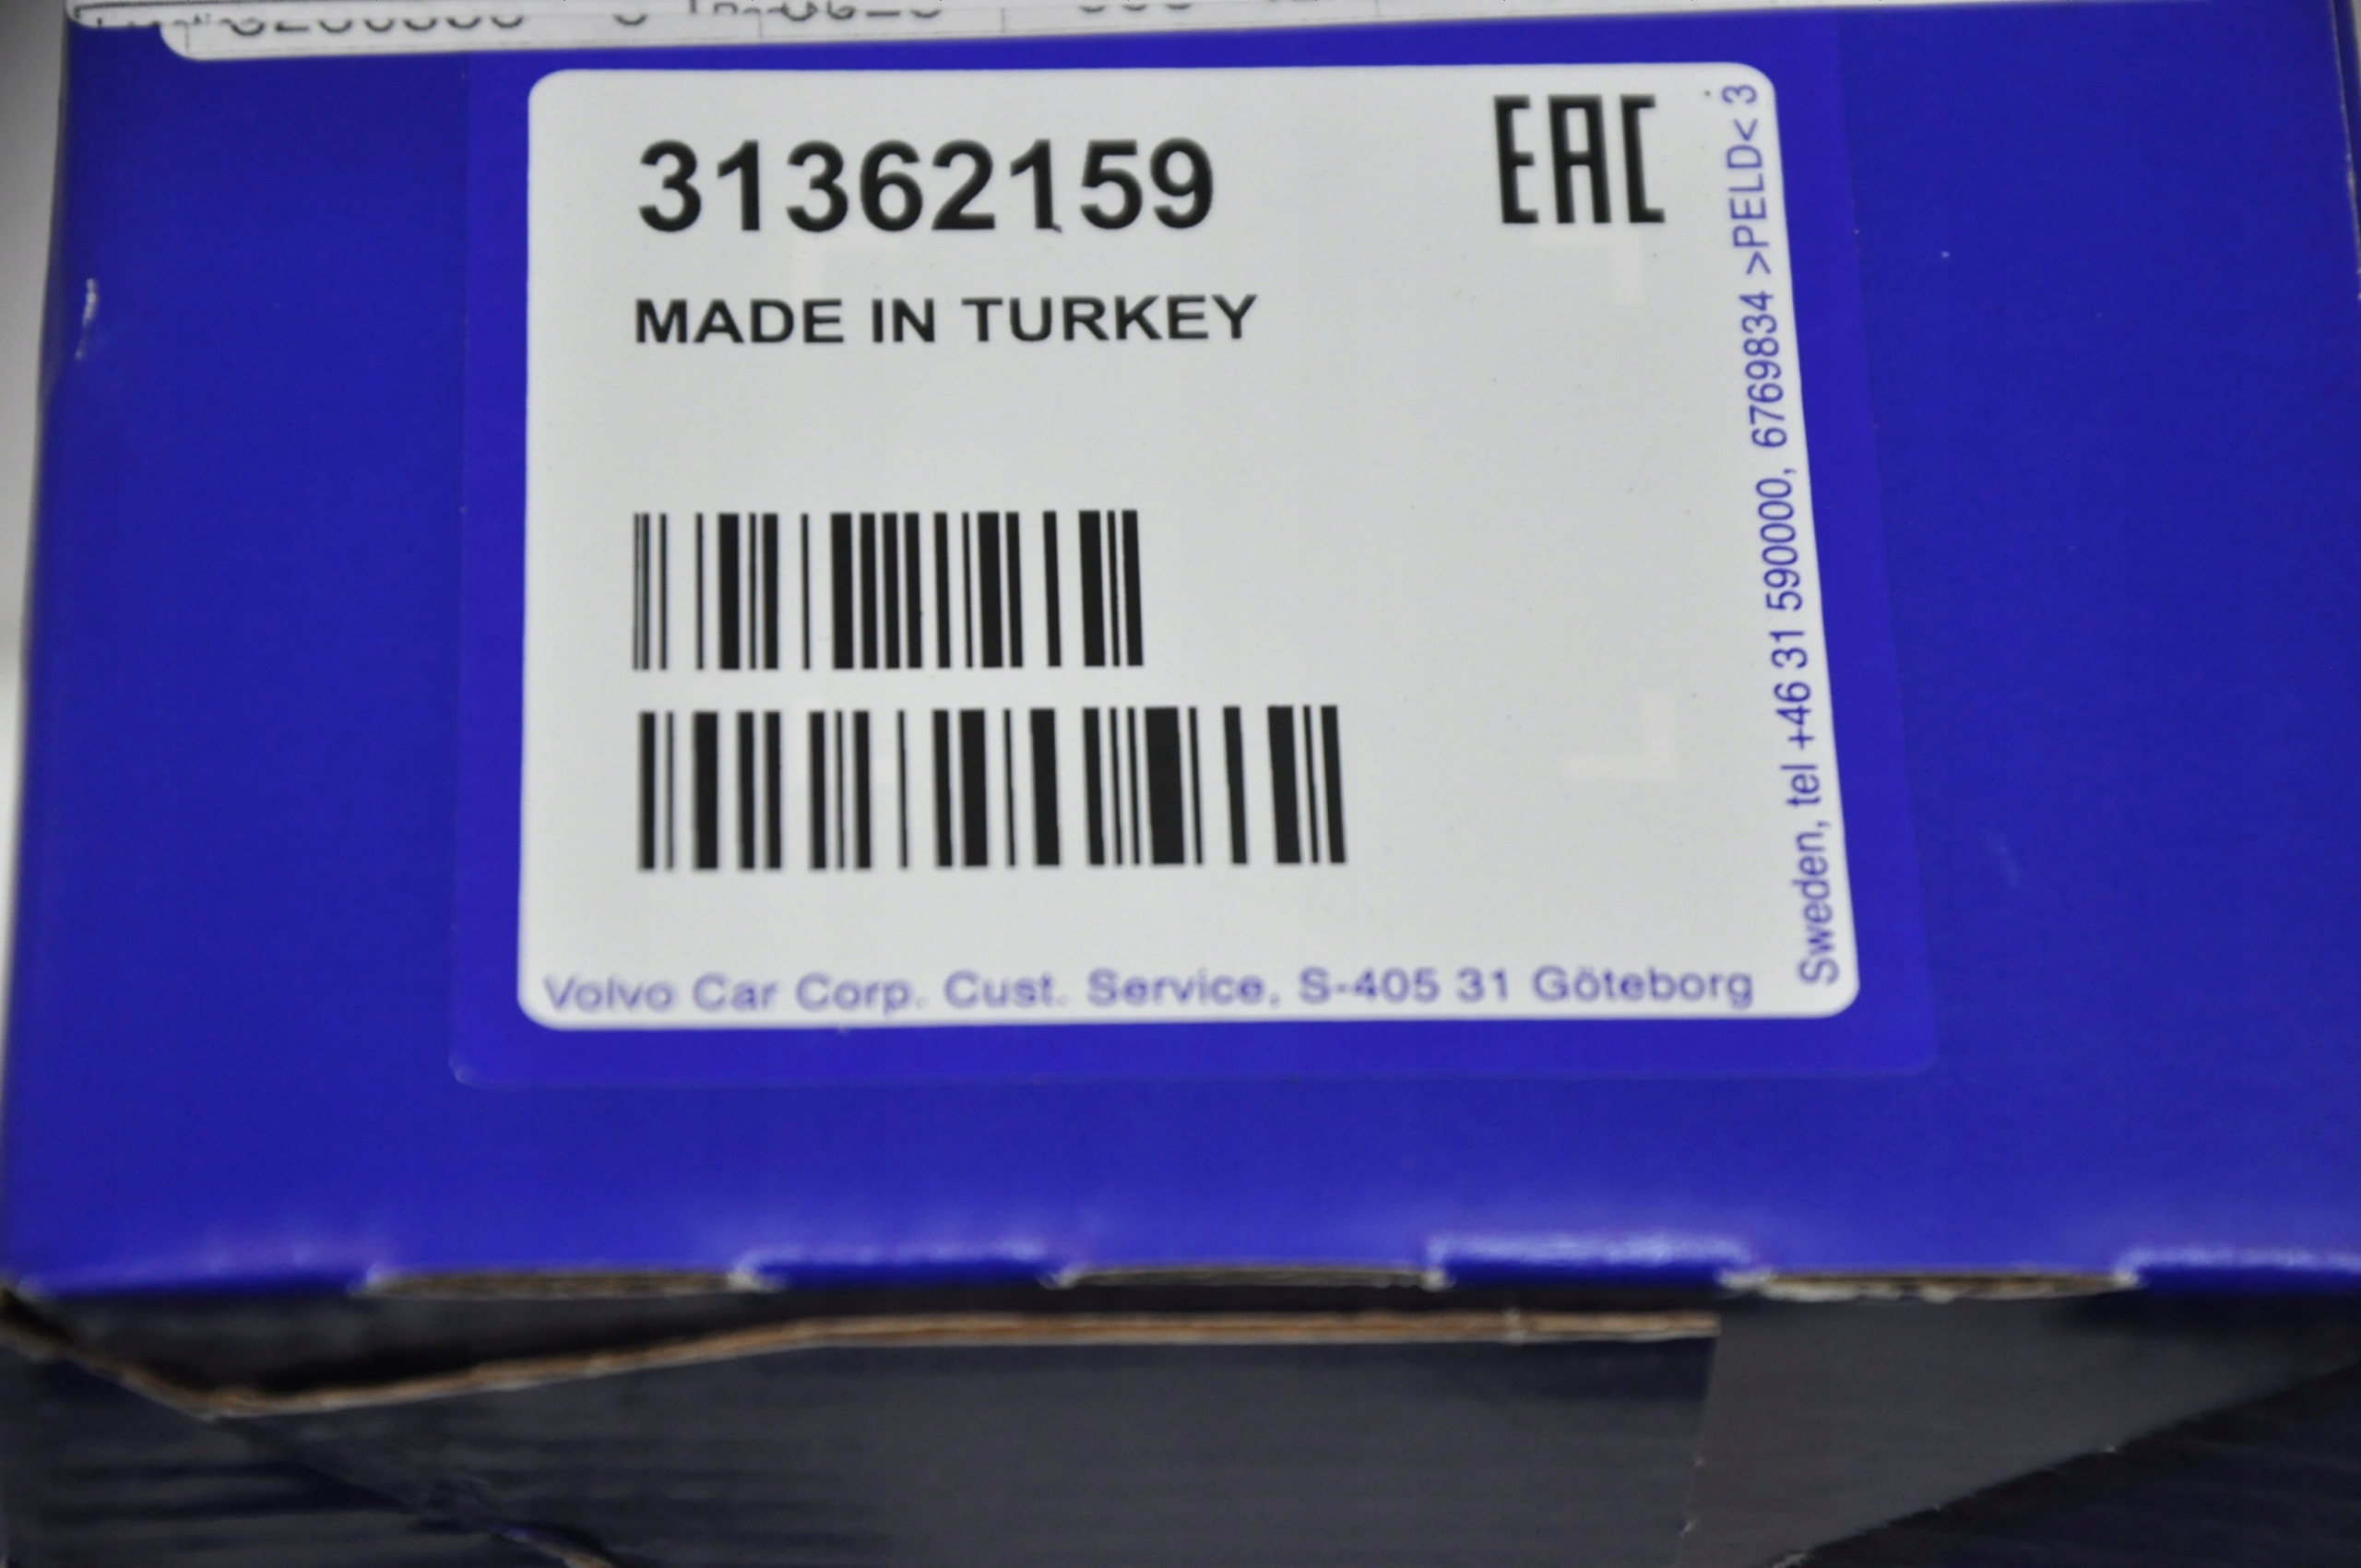 31362159
EAC
MADE IN TURKEY
Volvo Car Corp. Cust. Service, S-405 31 Göteborg
Sweden, tel +46 31 590000, 6769834 >PELD< 3